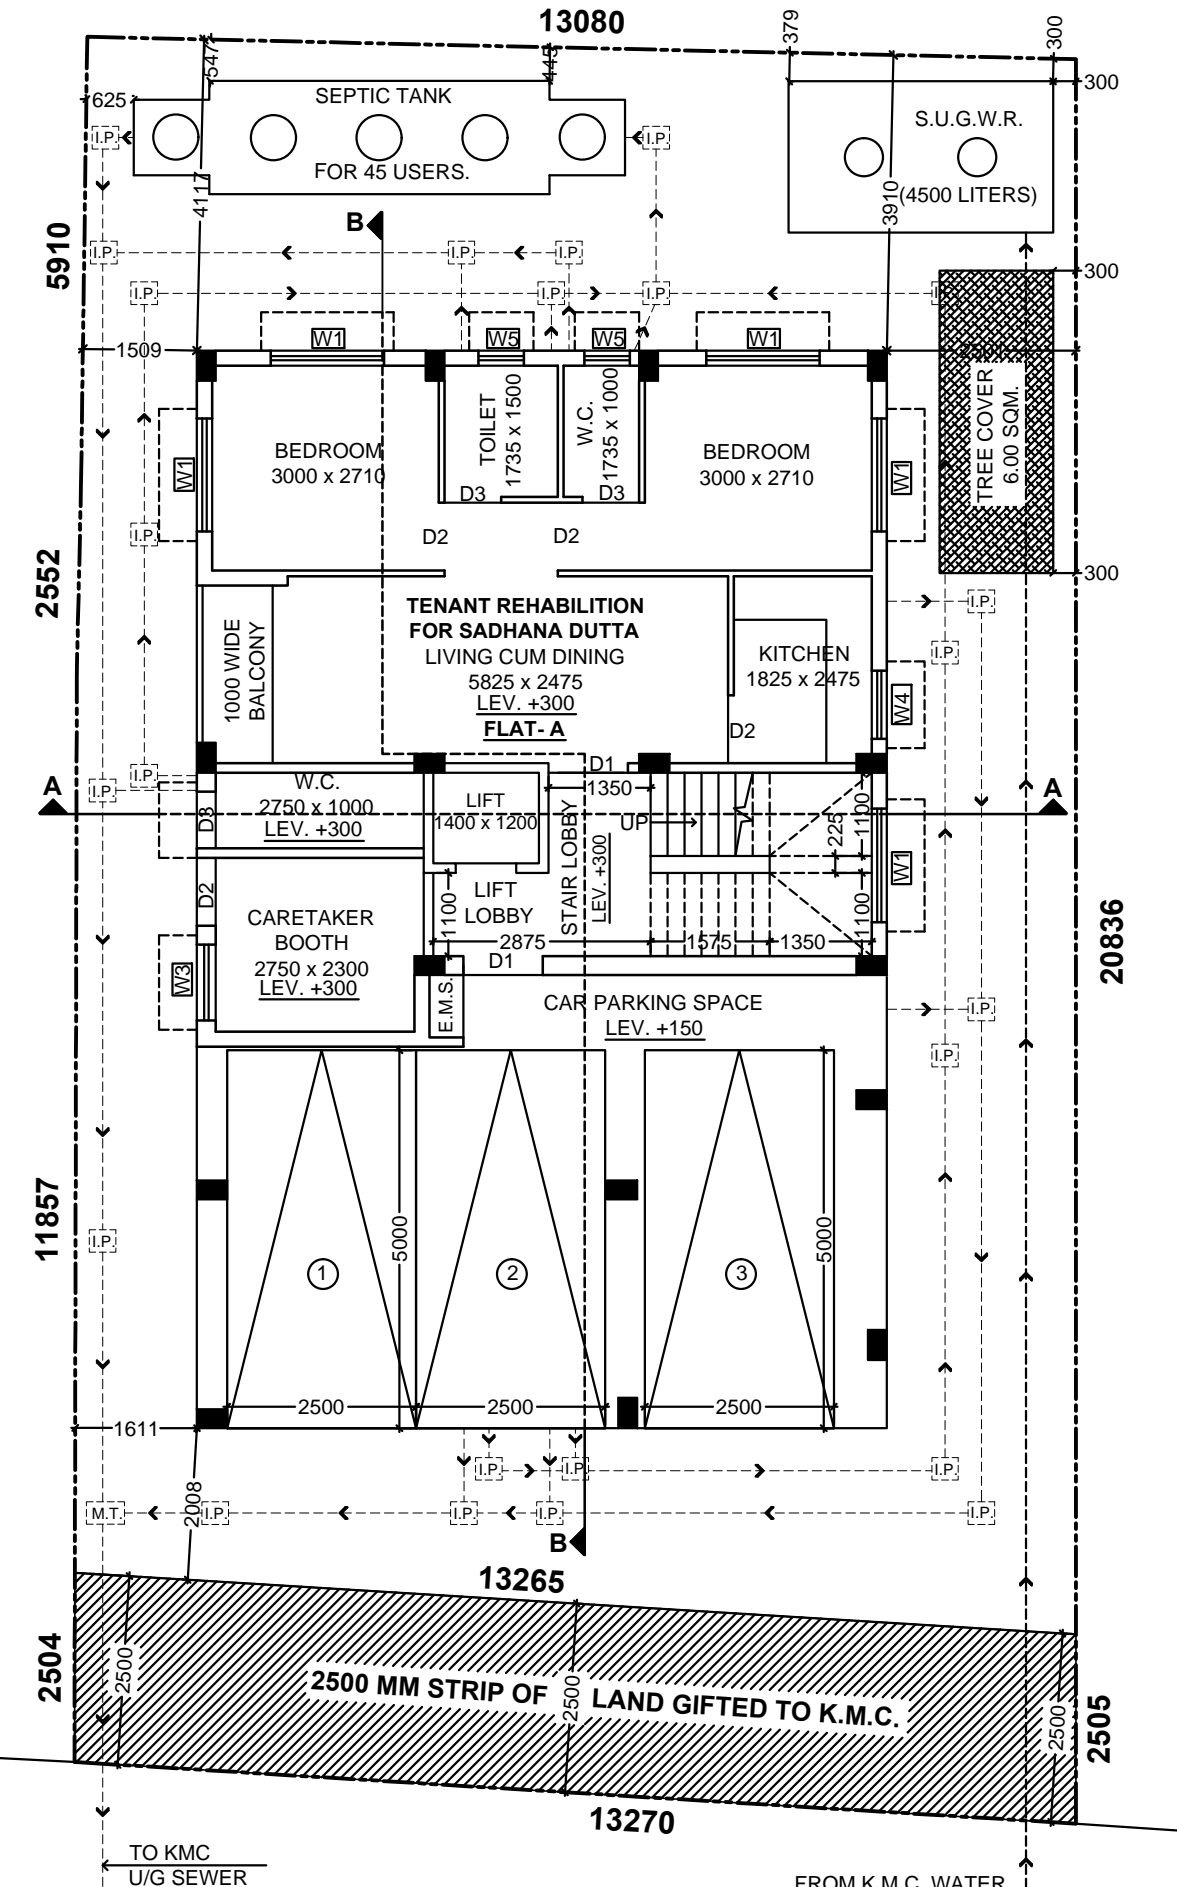 13080
379
300
547
445
625
300
SEPTIC TANK
FOR 45 USERS.
S.U.G.W.R.
(4500 LITERS)
I.P.
I.P.
4117
3910
B
5910
I.P.
I.P.
I.P.
300
I.P.
I.P.
I.P.
W1
W5
W5
W1
1509
BEDROOM
3000 x 2710
TOILET
1735 x 1500
W.C.
1735 x 1000
BEDROOM
3000 x 2710
TREE COVER
6.00 SQM.
W1
W1
D3
D3
I.P.
D2
D2
2552
300
I.P.
TENANT REHABILITION
FOR SADHANA DUTTA
LIVING CUM DINING
5825 x 2475
LEV. +300
FLAT- A
1000 WIDE
BALCONY
KITCHEN
1825 x 2475
I.P.
W4
D2
D1
I.P.
I.P.
A
A
W.C.
2750 x 1000
LEV. +300
LIFT
1400 x 1200
1350
UP
STAIR LOBBY
LEV. +300
225
1100
1100
W1
D3
D2
LIFT
LOBBY
1100
CARETAKER
BOOTH
2750 x 2300
LEV. +300
2875
1575
1350
D1
W3
E.M.S.
CAR PARKING SPACE
LEV. +150
20836
I.P.
I.P.
11857
I.P.
5000
5000
1
2
3
2500
2500
2500
1611
I.P.
I.P.
I.P.
2008
M.T.
I.P.
I.P.
I.P.
I.P.
B
13265
2504
2500
2500 MM STRIP OF
2500
LAND GIFTED TO K.M.C.
2500
2505
13270
TO KMC
U/G SEWER
FROM K.M.C. WATER